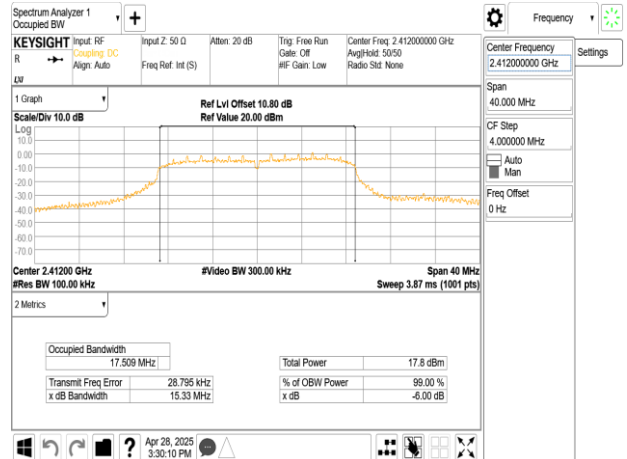 Spectrum Analyzer 1
Occupied BW
Frequency
KEYSIGHT
R
Input: RF
Coupling: DC
Align: Auto
Input Z: 50 Ω
Freq Ref: Int (S)
Atten: 20 dB
Trig: Free Run
Gate: Off
#IF Gain: Low
Center Freq: 2.412000000 GHz
Avg|Hold: 50/50
Radio Std: None
Center Frequency
2.412000000 GHz
Settings
Span
40.000 MHz
CF Step
4.000000 MHz
Auto
Man
Freq Offset
0 Hz
1 Graph
Scale/Div 10.0 dB
Ref Lvl Offset 10.80 dB
Ref Value 20.00 dBm
Log
10.0
0.00
-10.0
-20.0
-30.0
-40.0
-50.0
-60.0
-70.0
Center 2.41200 GHz
#Res BW 100.00 kHz
#Video BW 300.00 kHz
Span 40 MHz
Sweep 3.87 ms (1001 pts)
2 Metrics
Occupied Bandwidth
17.509 MHz
Total Power 17.8 dBm
Transmit Freq Error 28.795 kHz
% of OBW Power 99.00 %
x dB Bandwidth 15.33 MHz
x dB -6.00 dB
?
Apr 28, 2025
3:30:10 PM